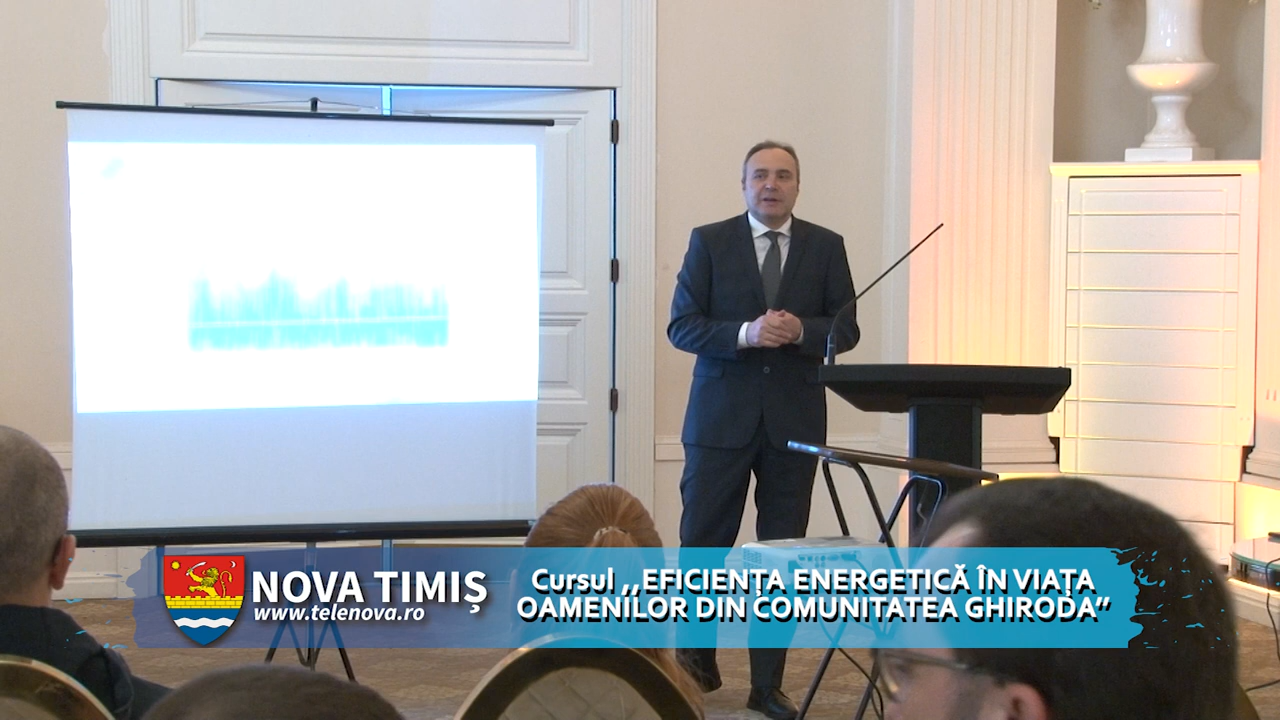 NOVA TIMIȘ
www.telenova.ro
Cursul ,,EFICIENȚA ENERGETICĂ ÎN VIAȚA
OAMENILOR DIN COMUNITATEA GHIRODA”